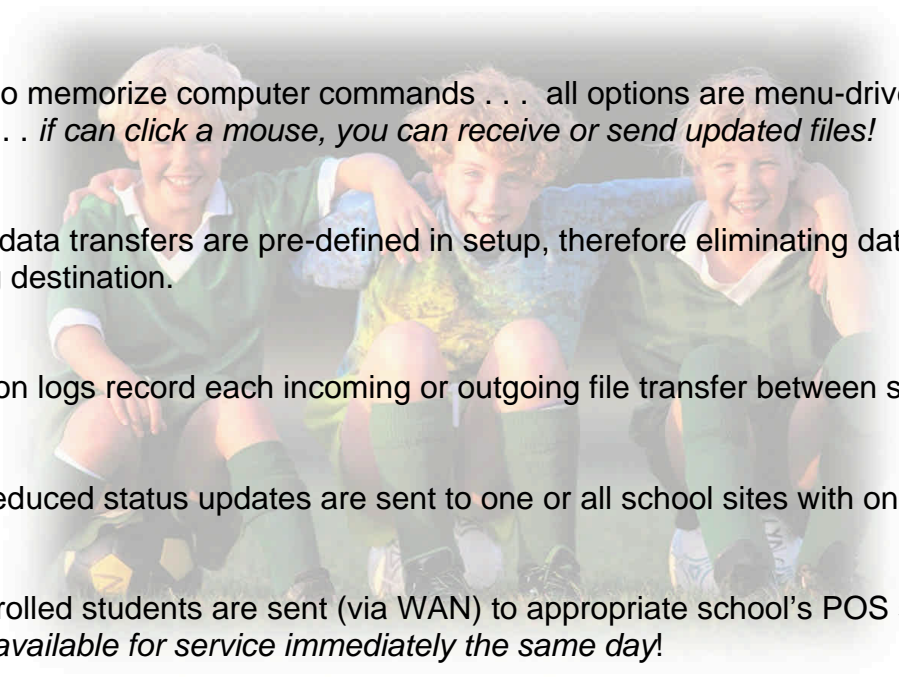 o memorize computer commands . . . all options are menu-drive
. . if can click a mouse, you can receive or send updated files!
data transfers are pre-defined in setup, therefore eliminating dat
destination.
on logs record each incoming or outgoing file transfer between s
educed status updates are sent to one or all school sites with on
rolled students are sent (via WAN) to appropriate school's POS
available for service immediately the same day!